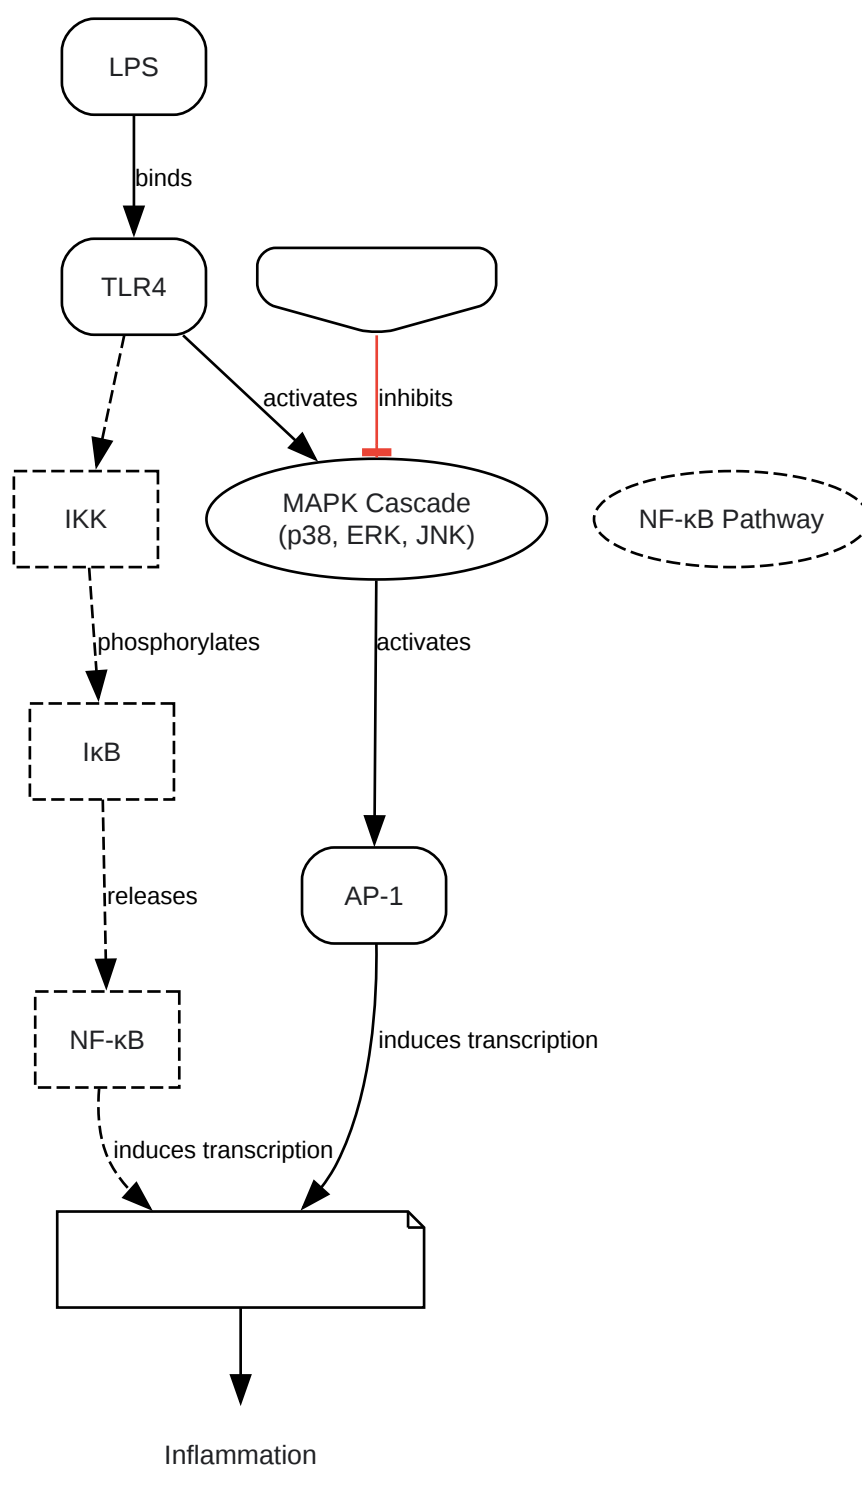 LPS
binds
TLR4
activates
inhibits
IKK
MAPK Cascade
(p38, ERK, JNK)
NF-κB Pathway
phosphorylates
activates
IκB
releases
AP-1
NF-κB
induces transcription
induces transcription
Inflammation